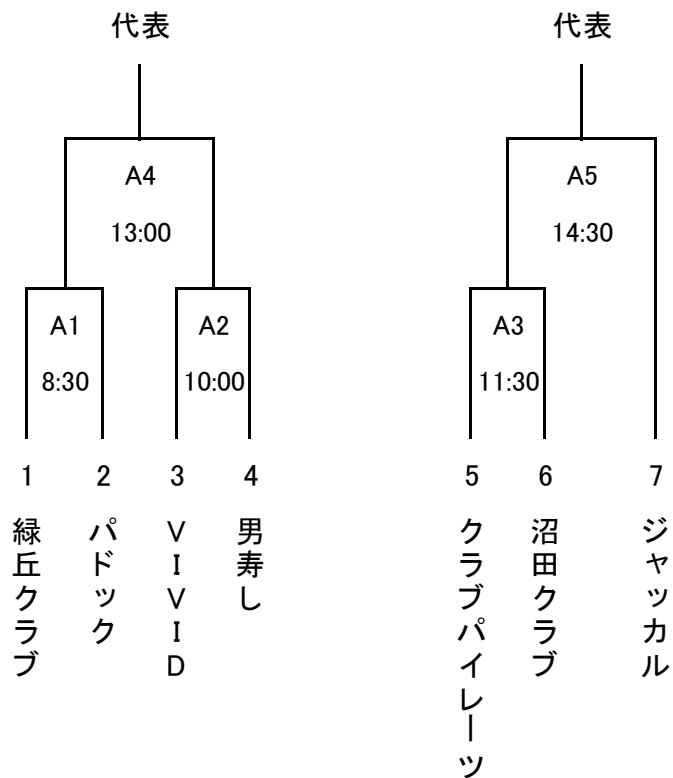 代表
代表
A4
13:00
A5
14:30
A1
8:30
A2
10:00
A3
11:30
1
2
3
4
5
6
7
緑丘クラブ
パドック
ＶＩＶＩＤ
男寿し
クラブパイレーツ
沼田クラブ
ジャッカル